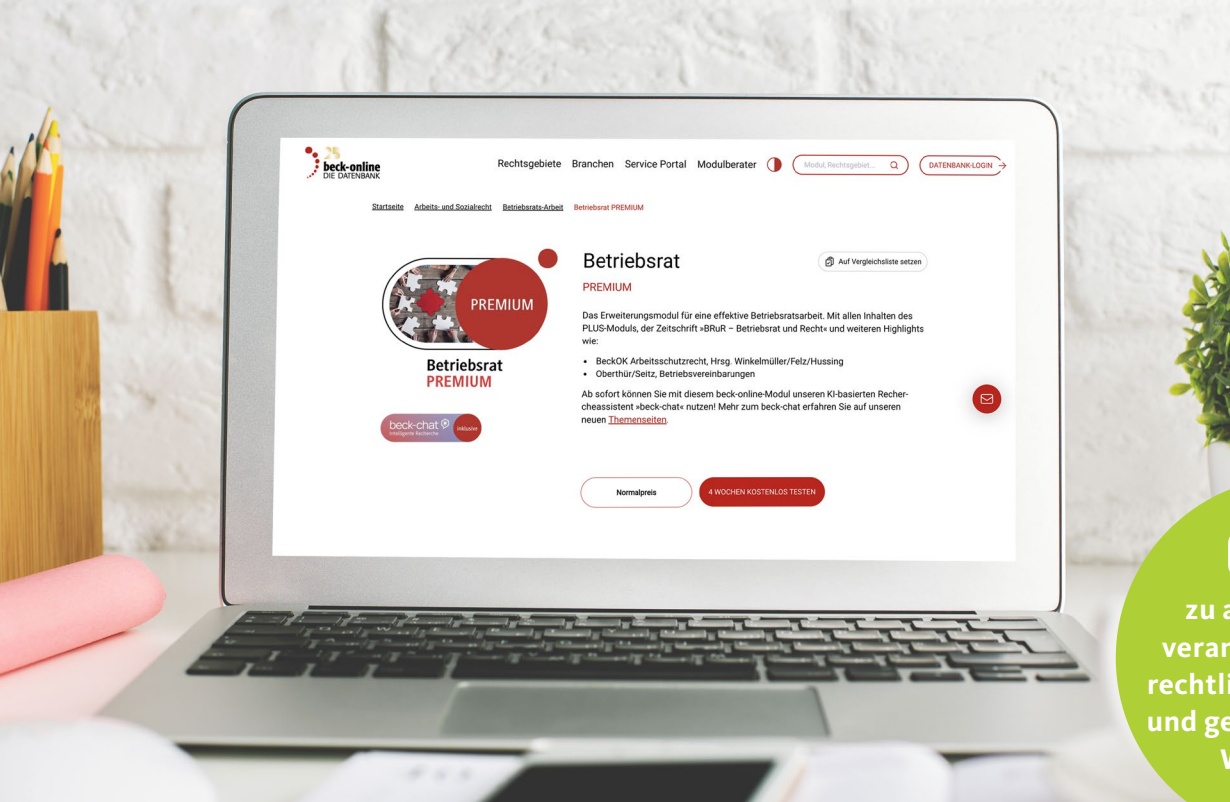 25
beck-online
DIE DATENBANK
Rechtsgebiete Branchen Service Portal Modulberater
Modul, Rechtsgebiet...
DATENBANK-LOGIN
Startseite Arbeits- und Sozialrecht Betriebsrats-Arbeit Betriebsrat PREMIUM
PREMIUM
Betriebsrat
PREMIUM
beck-chat
Intelligente Recherche
inklusive
Betriebsrat
Auf Vergleichsliste setzen
PREMIUM
Das Erweiterungsmodul für eine effektive Betriebsratsarbeit. Mit allen Inhalten des
PLUS-Moduls, der Zeitschrift »BRuR – Betriebsrat und Recht« und weiteren Highlights
wie:
• BeckOK Arbeitsschutzrecht, Hrsg. Winkelmüller/Felz/Hussing
• Oberthür/Seitz, Betriebsvereinbarungen
Ab sofort können Sie mit diesem beck-online-Modul unseren KI-basierten Recher-
cheassistent »beck-chat« nutzen! Mehr zum beck-chat erfahren Sie auf unseren
neuen Themenseiten.
Normalpreis
4 WOCHEN KOSTENLOS TESTEN
zu a
veran
rechtli
und ge